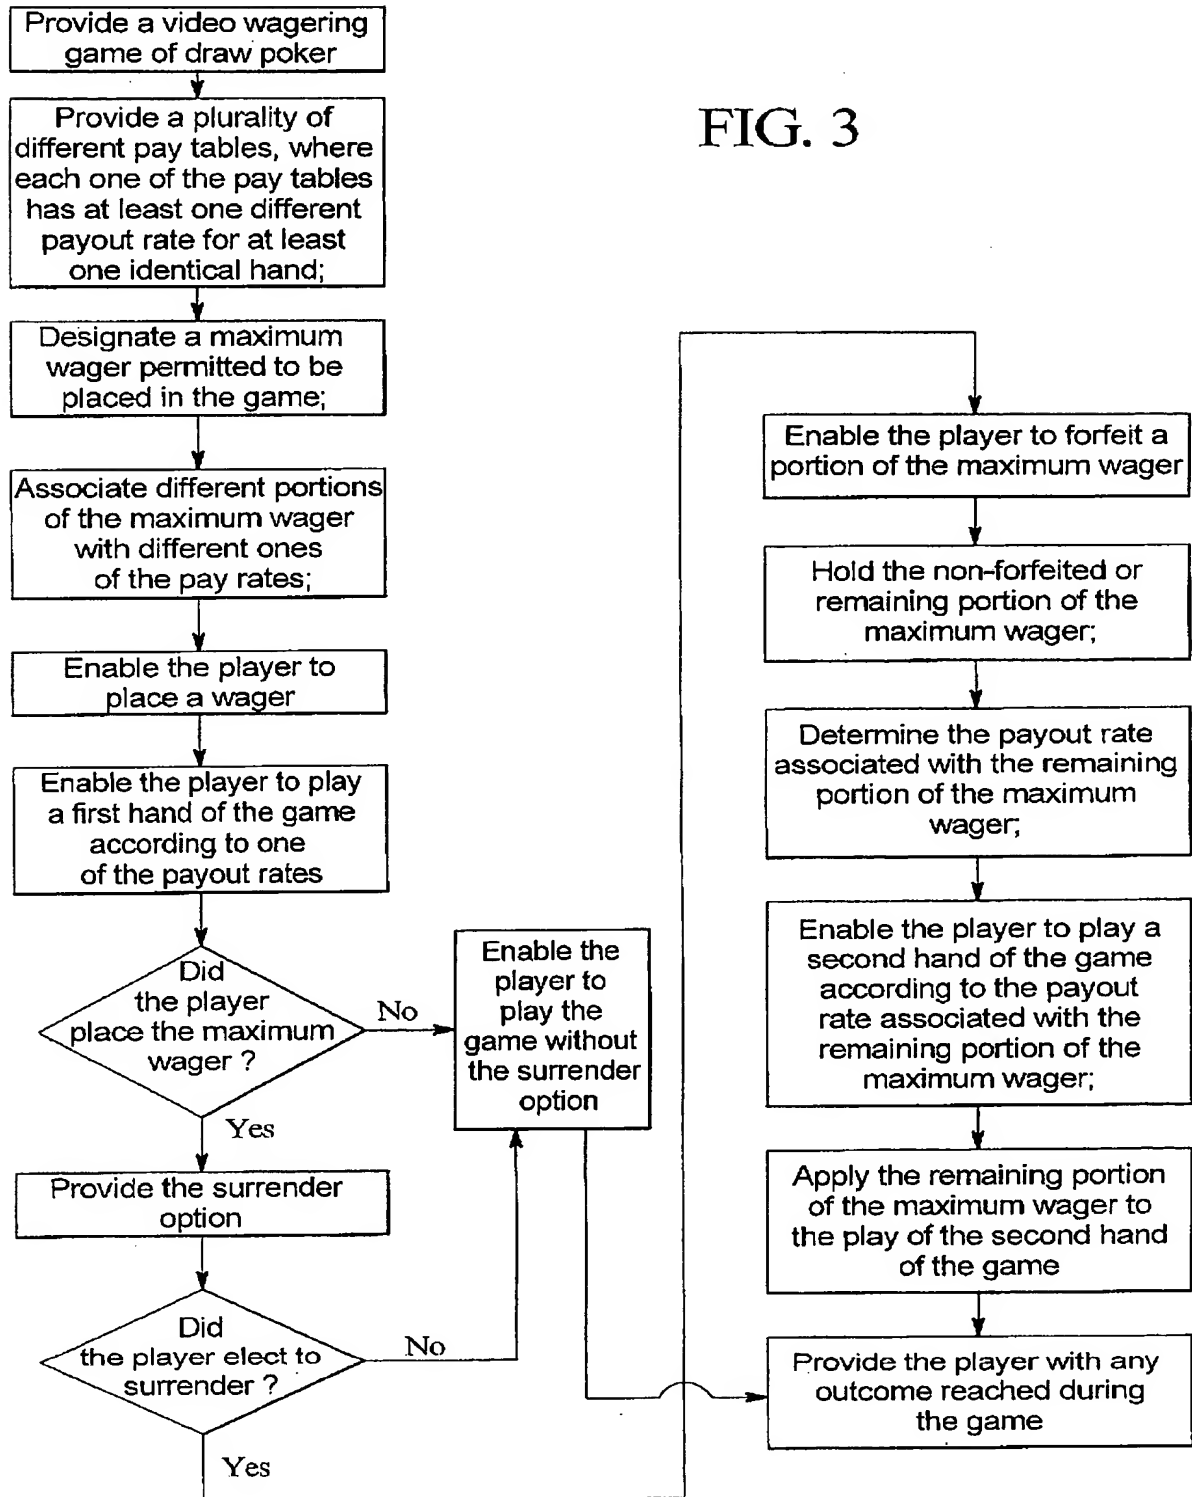 Provide a video wagering
game of draw poker
Provide a plurality of
different pay tables, where
each one of the pay tables
has at least one different
payout rate for at least
one identical hand;
Designate a maximum
wager permitted to be
placed in the game;
Associate different portions
of the maximum wager
with different ones
of the pay rates;
Enable the player to
place a wager
Enable the player to play
a first hand of the game
according to one
of the payout rates
Did
the player
place the maximum
wager ?
No
Yes
Enable the
player to
play the
game without
the surrender
option
Provide the surrender
option
Did
the player elect to
surrender ?
No
Yes
FIG. 3
Enable the player to forfeit a
portion of the maximum wager
Hold the non-forfeited or
remaining portion of the
maximum wager;
Determine the payout rate
associated with the remaining
portion of the maximum
wager;
Enable the player to play a
second hand of the game
according to the payout
rate associated with the
remaining portion of the
maximum wager;
Apply the remaining portion
of the maximum wager to
the play of the second hand
of the game
Provide the player with any
outcome reached during
the game